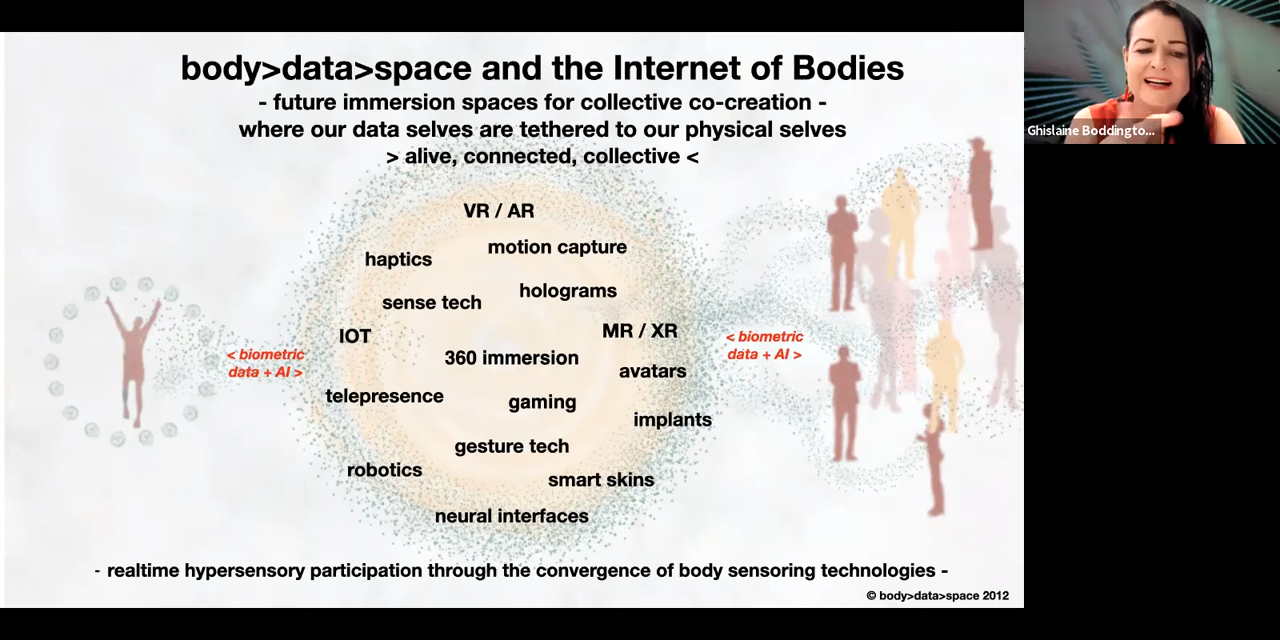 body>data>space and the Internet of Bodies
- future immersion spaces for collective co-creation -
where our data selves are tethered to our physical selves
> alive, connected, collective <
VR / AR
haptics
motion capture
sense tech
holograms
IOT
MR / XR
< biometric
data + AI >
360 immersion
< biometric
data + AI >
avatars
telepresence
gaming
implants
gesture tech
robotics
smart skins
neural interfaces
- realtime hypersensory participation through the convergence of body sensoring technologies -
© body>data>space 2012
Ghislaine Boddingto...